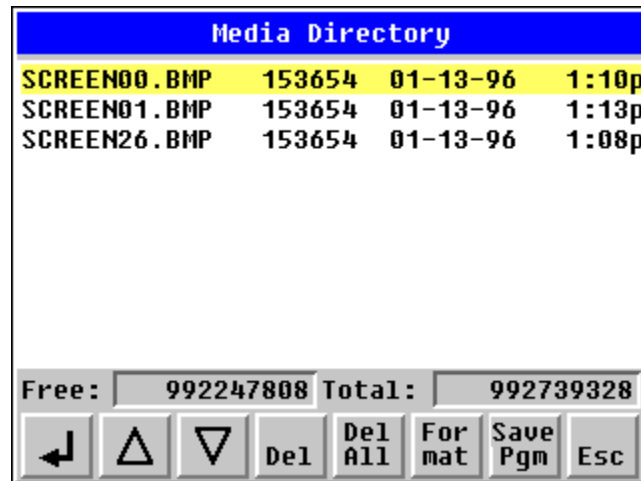 Media Directory
SCREEN00.BMP 153654 01-13-96 1:10p
SCREEN01.BMP 153654 01-13-96 1:13p
SCREEN26.BMP 153654 01-13-96 1:08p
Free: 992247808 Total: 992739328
Del
Del
All
For
mat
Save
Pgm
Esc